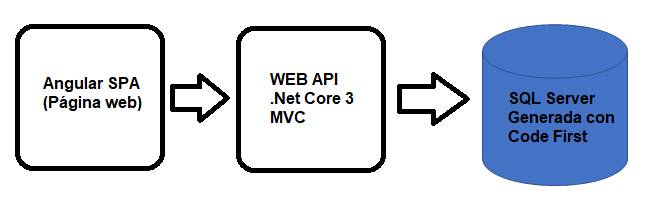 Angular SPA
(Página web)
WEB API
.Net Core 3
MVC
SQL Server
Generada con
Code First